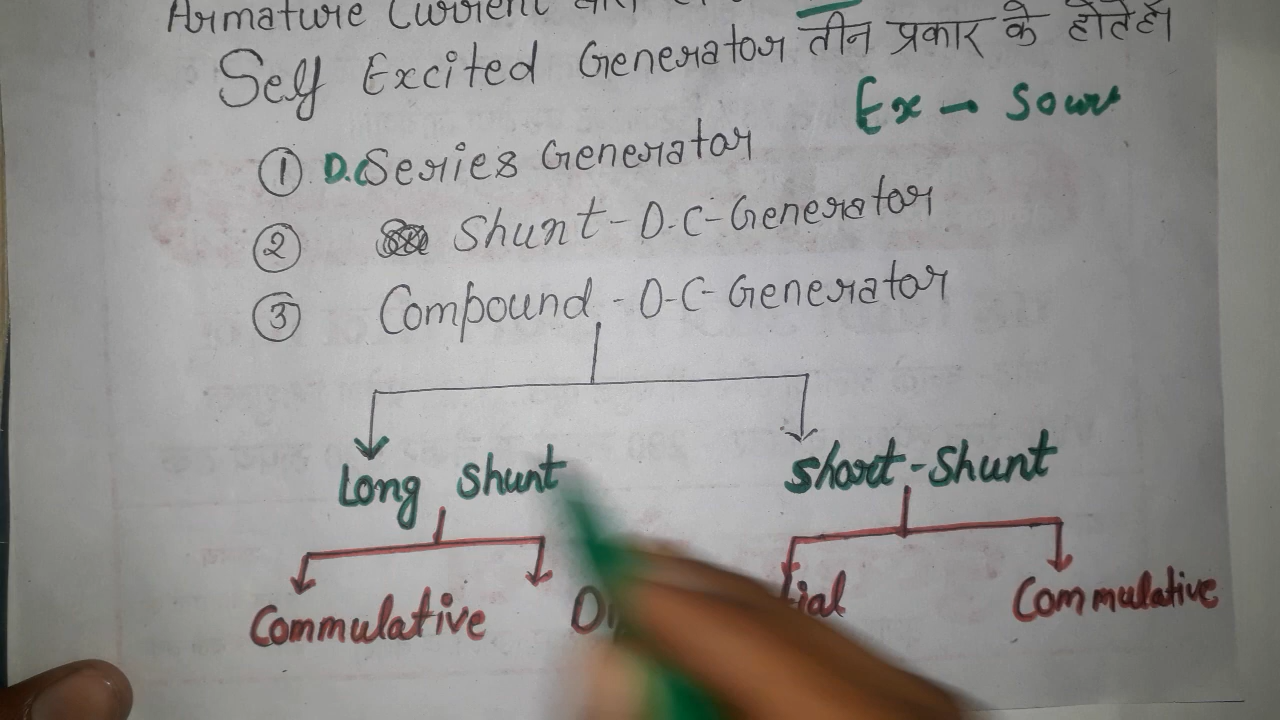 Armature Current
Self Excited Generator तीन प्रकार के होते है।
Ex → Sour
① D.C Series Generator
② Shunt-D.C-Generator
③ Compound-D-C-Generator
Long Shunt Short-Shunt
Commulative tial Commulative